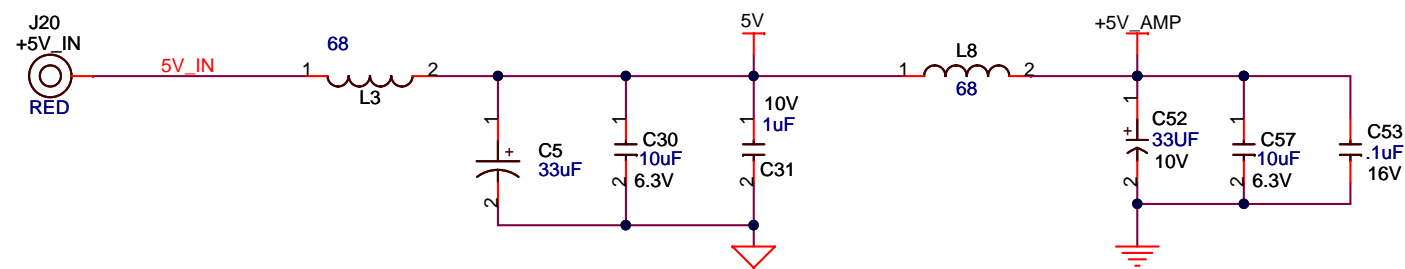 J20
+5V_IN
RED
5V_IN
68
1
2
L3
5V
1
C5
+
33uF
2
1
C30
10uF
6.3V
2
10V
1
1uF
2
C31
L8
1
2
68
+5V_AMP
1
C52
+
33UF
10V
2
1
C57
10uF
6.3V
2
C53
.1uF
16V